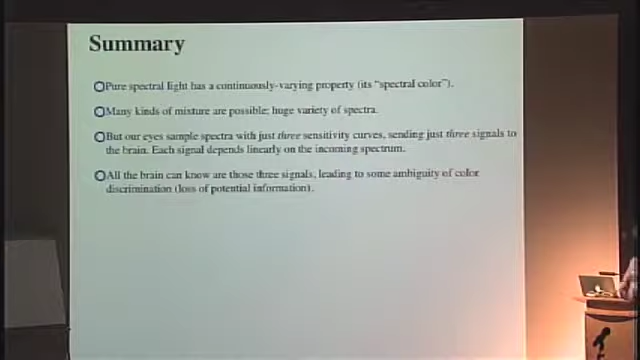 Summary
Pure spectral light has a continuously-varying property (its "spectral color").
Many kinds of mixture are possible; huge variety of spectra.
But our eyes sample spectra with just three sensitivity curves, sending just three signals to
the brain. Each signal depends linearly on the incoming spectrum.
All the brain can know are those three signals, leading to some ambiguity of color
discrimination (loss of potential information).